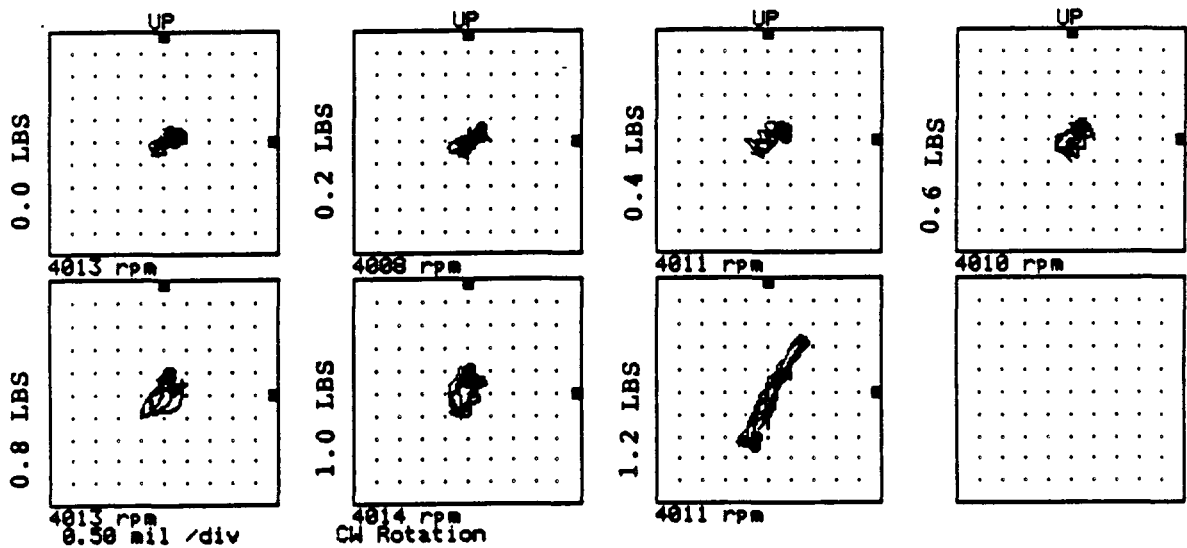 UP
UP
UP
UP
0.0 LBS
0.2 LBS
0.4 LBS
0.6 LBS
4013 rpm
4008 rpm
4011 rpm
4010 rpm
0.8 LBS
1.0 LBS
1.2 LBS
4013 rpm
4014 rpm
4011 rpm
0.50 mil /div
CW Rotation